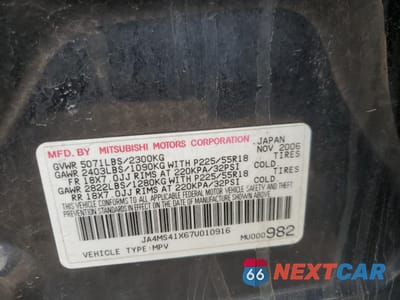 MFD. BY MITSUBISHI MOTORS CORPORATION, JAPAN
GVWR 5071LBS/2300KG NOV 2006
GAWR 2403LBS/1090KG WITH P225/55R18 TIRES
FR 18X7.0JJ RIMS AT 220KPA/32PSI COLD
GAWR 2822LBS/1280KG WITH P225/55R18 TIRES
RR 18X7.0JJ RIMS AT 220KPA/32PSI COLD
THIS VEHICLE CONFORMS TO ALL APPLICABLE FEDERAL MOTOR VEHICLE SAFETY AND
THEFT PREVENTION STANDARDS IN EFFECT ON THE DATE OF MANUFACTURE SHOWN ABOVE.
JA4MS41X67U010916 MU000982
VEHICLE TYPE:MPV
66 NEXTCAR